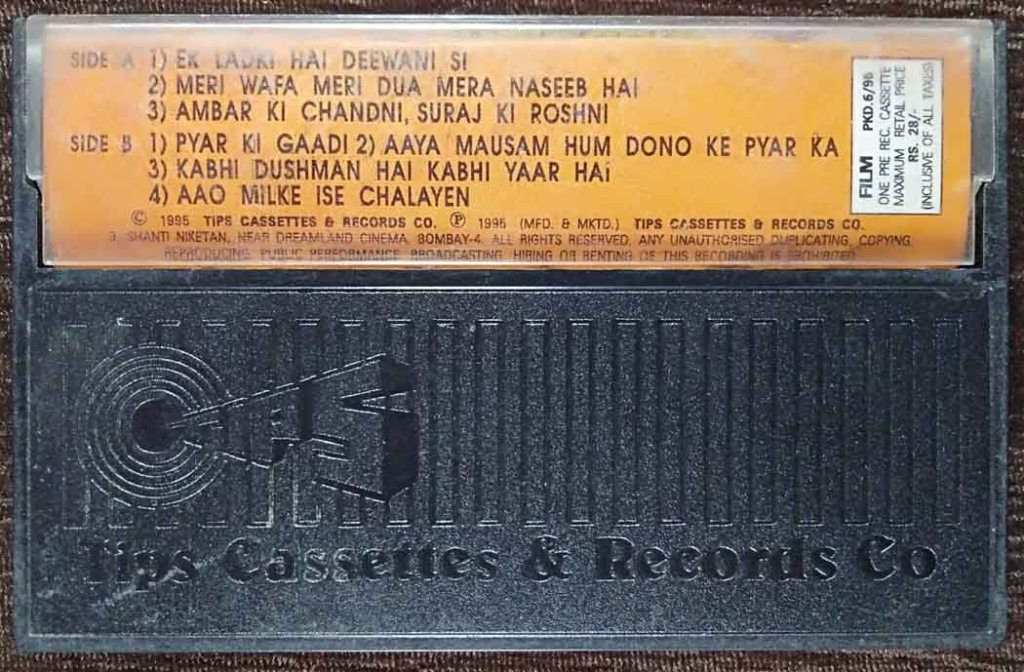 SIDE A 1) EK LADKI HAI DEEWANI SI
2) MERI WAFA MERI DUA MERA NASEEB HAI
3) AMBAR KI CHANDNI, SURAJ KI ROSHNI
SIDE B 1) PYAR KI GAADI 2) AAYA MAUSAM HUM DONO KE PYAR KA
3) KABHI DUSHMAN HAI KABHI YAAR HAI
4) AAO MILKE ISE CHALAYEN
© 1995 TIPS CASSETTES & RECORDS CO. ℗ 1995 (MFD. & MKTD.) TIPS CASSETTES & RECORDS CO.
SHANTI NIKETAN, NEAR DREAMLAND CINEMA, BOMBAY-4. ALL RIGHTS RESERVED. ANY UNAUTHORISED DUPLICATING, COPYING
REPRODUCING, PUBLIC PERFORMANCE BROADCASTING, HIRING OR RENTING OF THIS RECORDING IS PROHIBITED
FILM PKD.6/96
ONE PRE REC. CASSETTE
MAXIMUM RETAIL PRICE
RS. 28/-
(INCLUSIVE OF ALL TAXES)
Tips Cassettes & Records Co